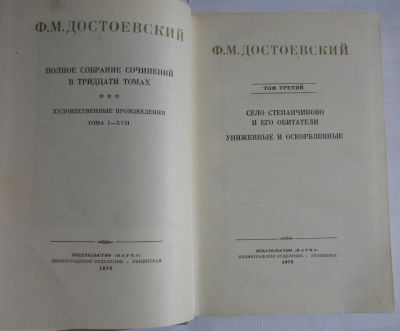 Ф.М.ДОСТОЕВСКИЙ
ПОЛНОЕ СОБРАНИЕ СОЧИНЕНИЙ
В ТРИДЦАТИ ТОМАХ
* * *
ХУДОЖЕСТВЕННЫЕ ПРОИЗВЕДЕНИЯ
ТОМА I—XVII
ИЗДАТЕЛЬСТВО «НАУКА»
ЛЕНИНГРАДСКОЕ ОТДЕЛЕНИЕ · ЛЕНИНГРАД
1972
Ф.М.ДОСТОЕВСКИЙ
ТОМ ТРЕТИЙ
СЕЛО СТЕПАНЧИКОВО
И ЕГО ОБИТАТЕЛИ
УНИЖЕННЫЕ И ОСКОРБЛЕННЫЕ
ИЗДАТЕЛЬСТВО «НАУКА»
ЛЕНИНГРАДСКОЕ ОТДЕЛЕНИЕ · ЛЕНИНГРАД
1972